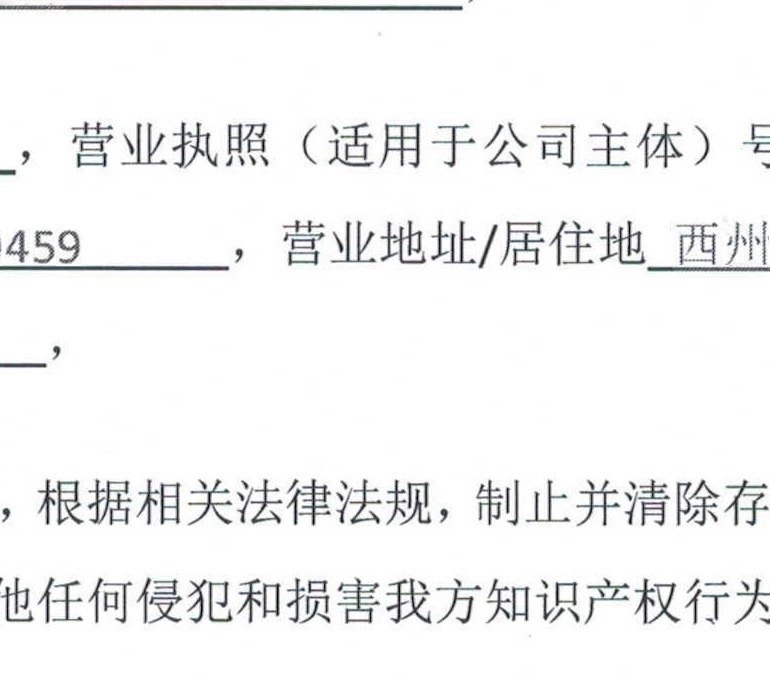 ，营业执照（适用于公司主体）号
459 ，营业地址/居住地 西州
，
，根据相关法律法规，制止并清除存
他任何侵犯和损害我方知识产权行为